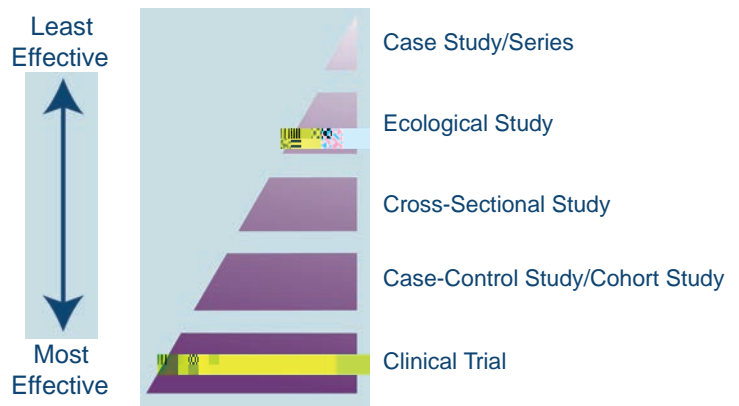 Least
Effective
Case Study/Series
Ecological Study
Cross-Sectional Study
Case-Control Study/Cohort Study
Clinical Trial
Most
Effective